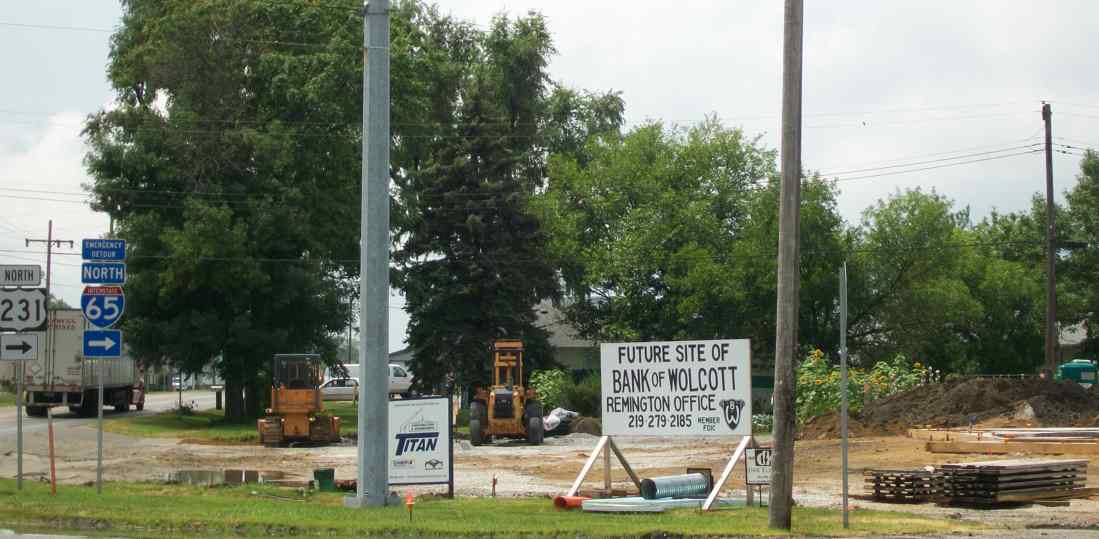 NORTH
231
EMERGENCY
DETOUR
NORTH
INTERSTATE
65
TITAN
FUTURE SITE OF
BANK OF WOLCOTT
REMINGTON OFFICE
219-279-2185
MEMBER
FDIC